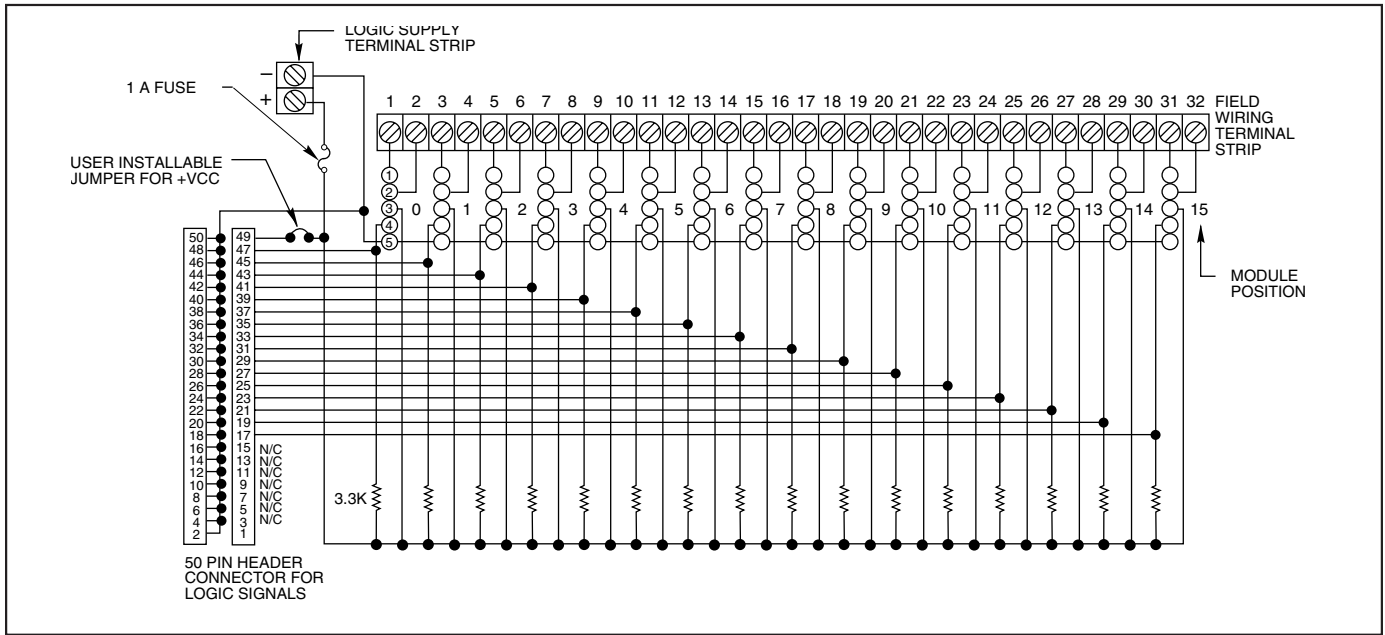 LOGIC SUPPLY
TERMINAL STRIP
1 A FUSE
−
+
1 2 3 4 5 6 7 8 9 10 11 12 13 14 15 16 17 18 19 20 21 22 23 24 25 26 27 28 29 30 31 32
FIELD
WIRING
TERMINAL
STRIP
USER INSTALLABLE
JUMPER FOR +VCC
1
2
3
4
5
0 1 2 3 4 5 6 7 8 9 10 11 12 13 14 15
MODULE
POSITION
50 49
48 47
46 45
44 43
42 41
40 39
38 37
36 35
34 33
32 31
30 29
28 27
26 25
24 23
22 21
20 19
18 17
16 15 N/C
14 13 N/C
12 11 N/C
10 9 N/C
8 7 N/C
6 5 N/C
4 3 N/C
2 1
3.3K
50 PIN HEADER
CONNECTOR FOR
LOGIC SIGNALS